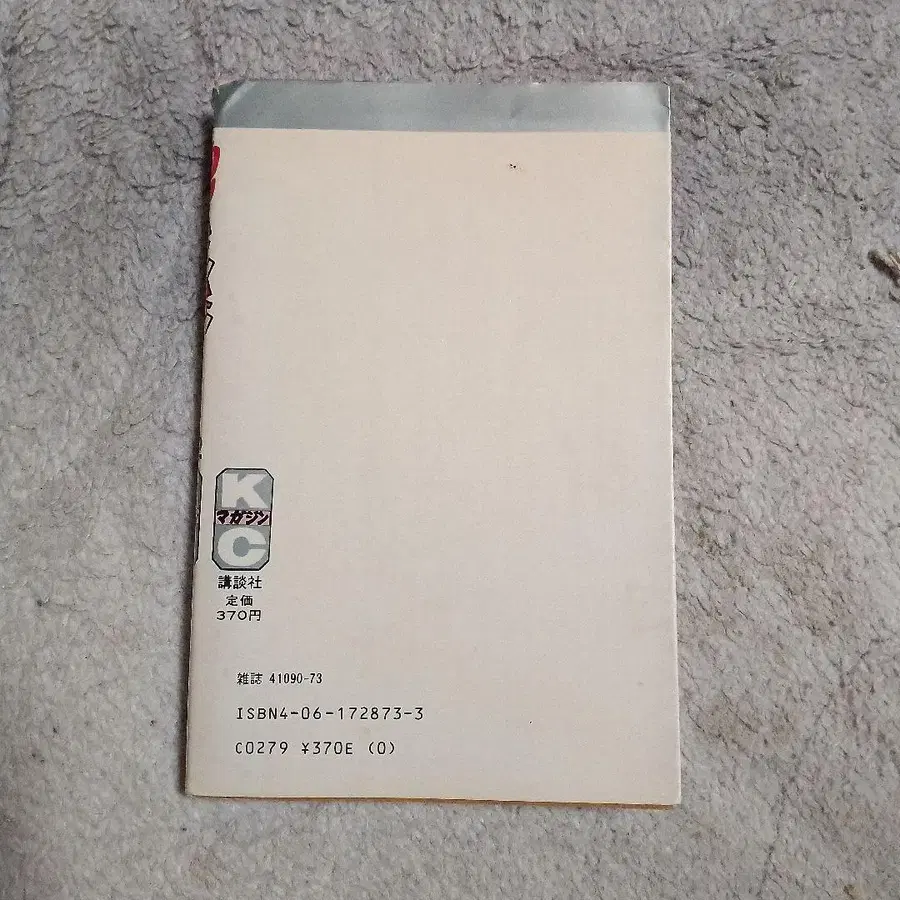 K
マガジン
C
講談社
定価
370円
雑誌 41090-73
ISBN4-06-172873-3
C0279 ¥370E (0)